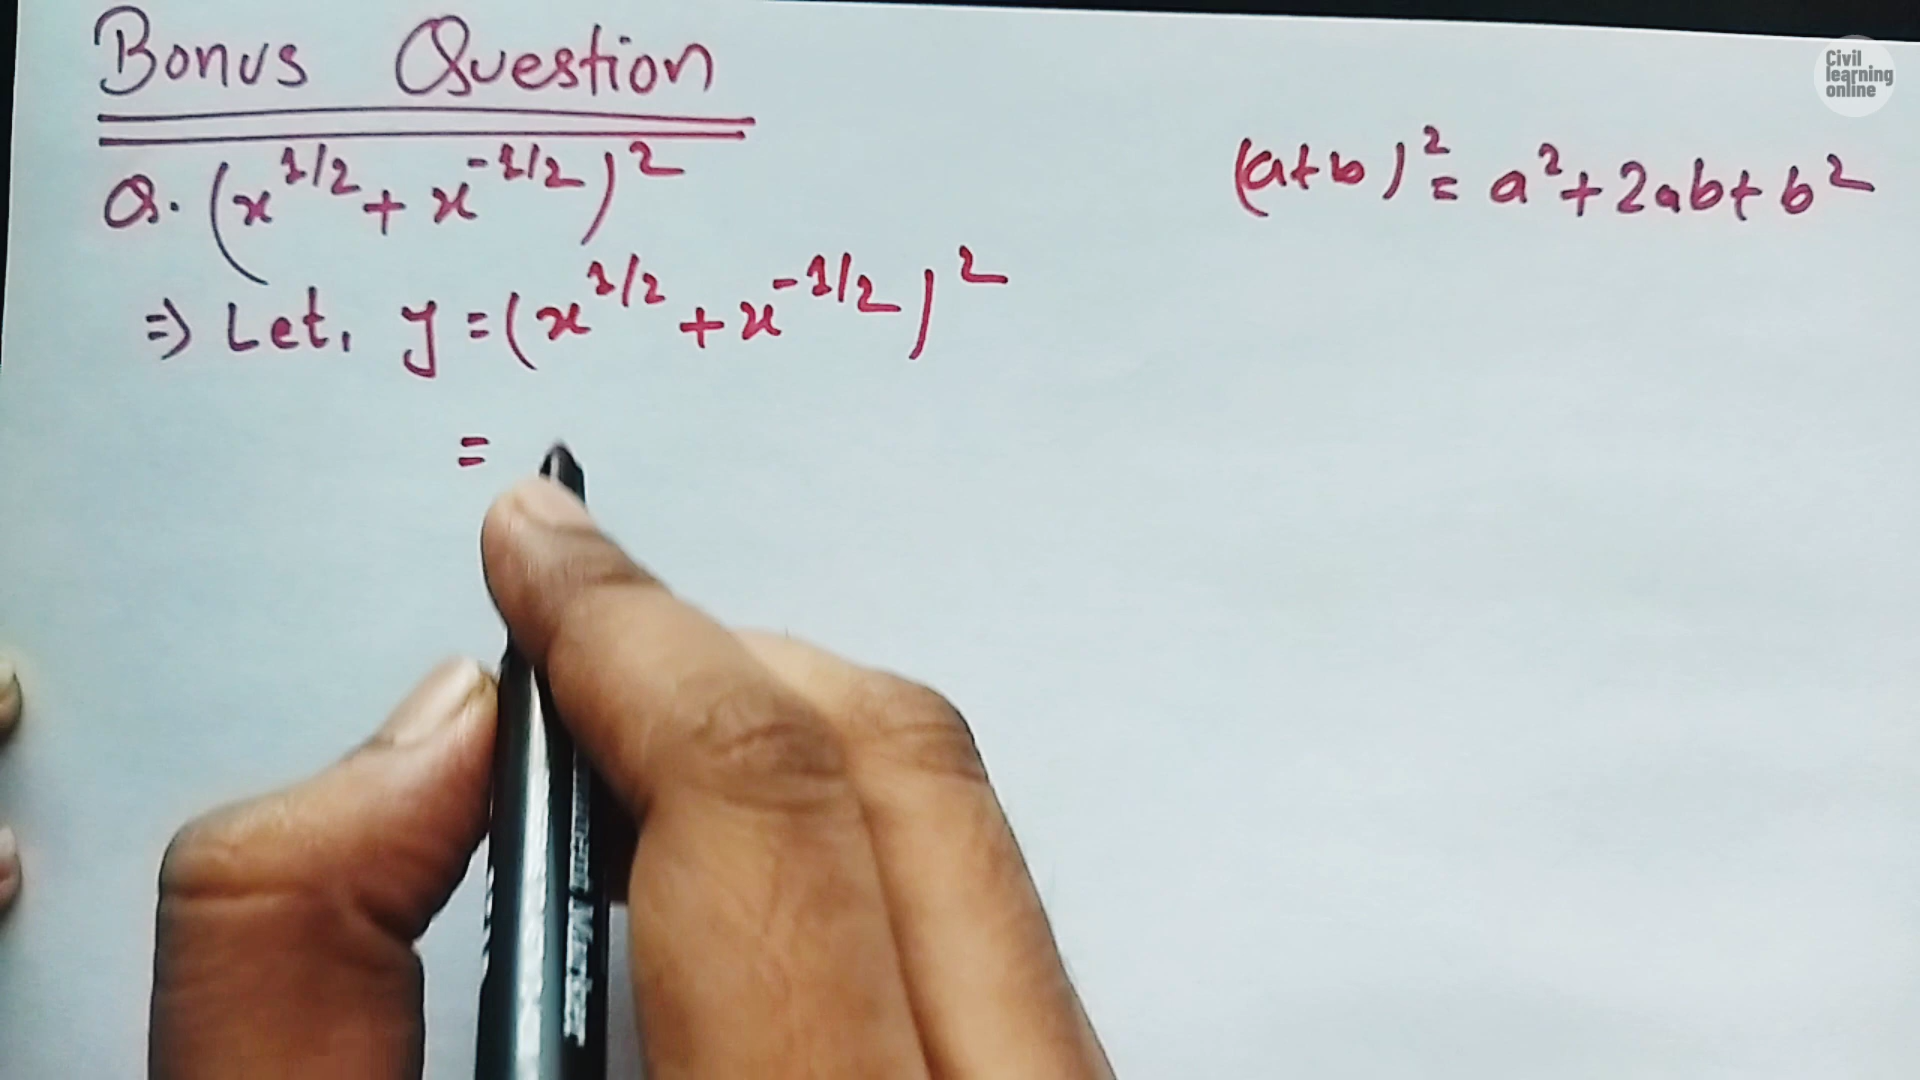 Bonus Question
Q. (x^1/2 + x^-1/2)^2
(a+b)^2 = a^2 + 2ab + b^2
=> Let, y = (x^1/2 + x^-1/2)^2
=
Civil
learning
online